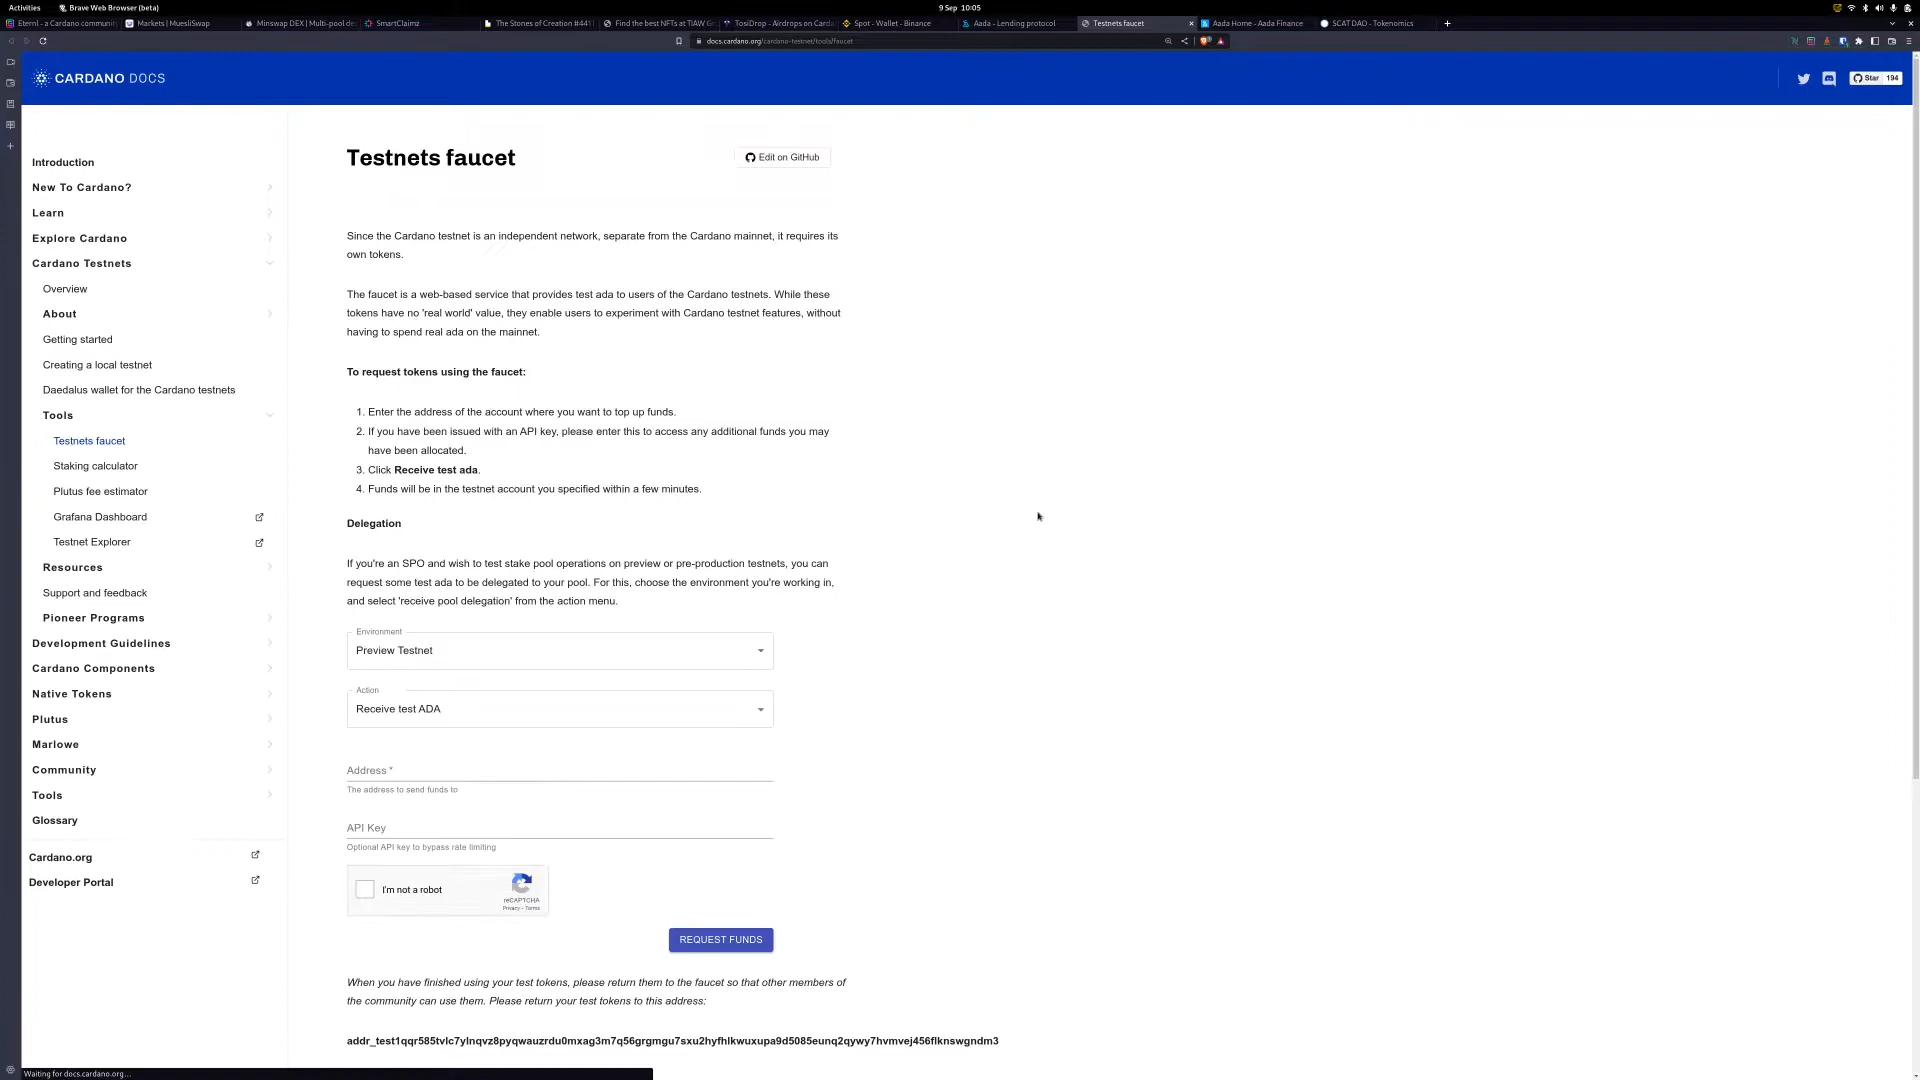 Activities
Brave Web Browser (beta)
9 Sep 10:05
Eternl - a Cardano communit
Markets | MuesliSwap
Minswap DEX | Multi-pool de
SmartClaimz
The Stones of Creation #441
Find the best NFTs at TIAW Gr
TosiDrop - Airdrops on Carda
Spot - Wallet - Binance
Aada - Lending protocol
Testnets faucet
Aada Home - Aada Finance
SCAT DAO - Tokenomics
docs.cardano.org/cardano-testnet/tools/faucet
CARDANO DOCS
Star 194
Introduction
New To Cardano?
Learn
Explore Cardano
Cardano Testnets
Overview
About
Getting started
Creating a local testnet
Daedalus wallet for the Cardano testnets
Tools
Testnets faucet
Staking calculator
Plutus fee estimator
Grafana Dashboard
Testnet Explorer
Resources
Support and feedback
Pioneer Programs
Development Guidelines
Cardano Components
Native Tokens
Plutus
Marlowe
Community
Tools
Glossary
Cardano.org
Developer Portal
Testnets faucet
Edit on GitHub
Since the Cardano testnet is an independent network, separate from the Cardano mainnet, it requires its
own tokens.
The faucet is a web-based service that provides test ada to users of the Cardano testnets. While these
tokens have no 'real world' value, they enable users to experiment with Cardano testnet features, without
having to spend real ada on the mainnet.
To request tokens using the faucet:
1. Enter the address of the account where you want to top up funds.
2. If you have been issued with an API key, please enter this to access any additional funds you may
have been allocated.
3. Click Receive test ada.
4. Funds will be in the testnet account you specified within a few minutes.
Delegation
If you're an SPO and wish to test stake pool operations on preview or pre-production testnets, you can
request some test ada to be delegated to your pool. For this, choose the environment you're working in,
and select 'receive pool delegation' from the action menu.
Environment
Preview Testnet
Action
Receive test ADA
Address *
The address to send funds to
API Key
Optional API key to bypass rate limiting
I'm not a robot
reCAPTCHA
Privacy - Terms
REQUEST FUNDS
When you have finished using your test tokens, please return them to the faucet so that other members of
the community can use them. Please return your test tokens to this address:
addr_test1qqr585tvlc7ylnqvz8pyqwauzrdu0mxag3m7q56grgmgu7sxu2hyfhlkwuxupa9d5085eunq2qywy7hvmvej456flknswgndm3
Waiting for docs.cardano.org...